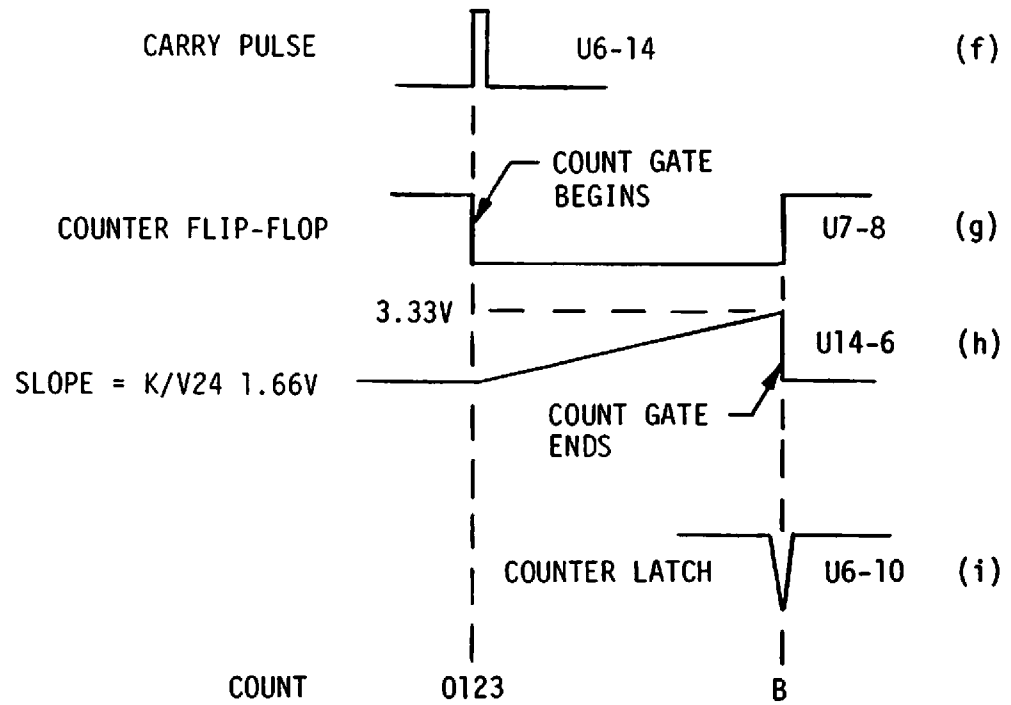 CARRY PULSE U6-14 (f)
COUNT GATE
BEGINS
COUNTER FLIP-FLOP U7-8 (g)
3.33V
U14-6 (h)
SLOPE = K/V24 1.66V
COUNT GATE
ENDS
COUNTER LATCH U6-10 (i)
COUNT 0123 B